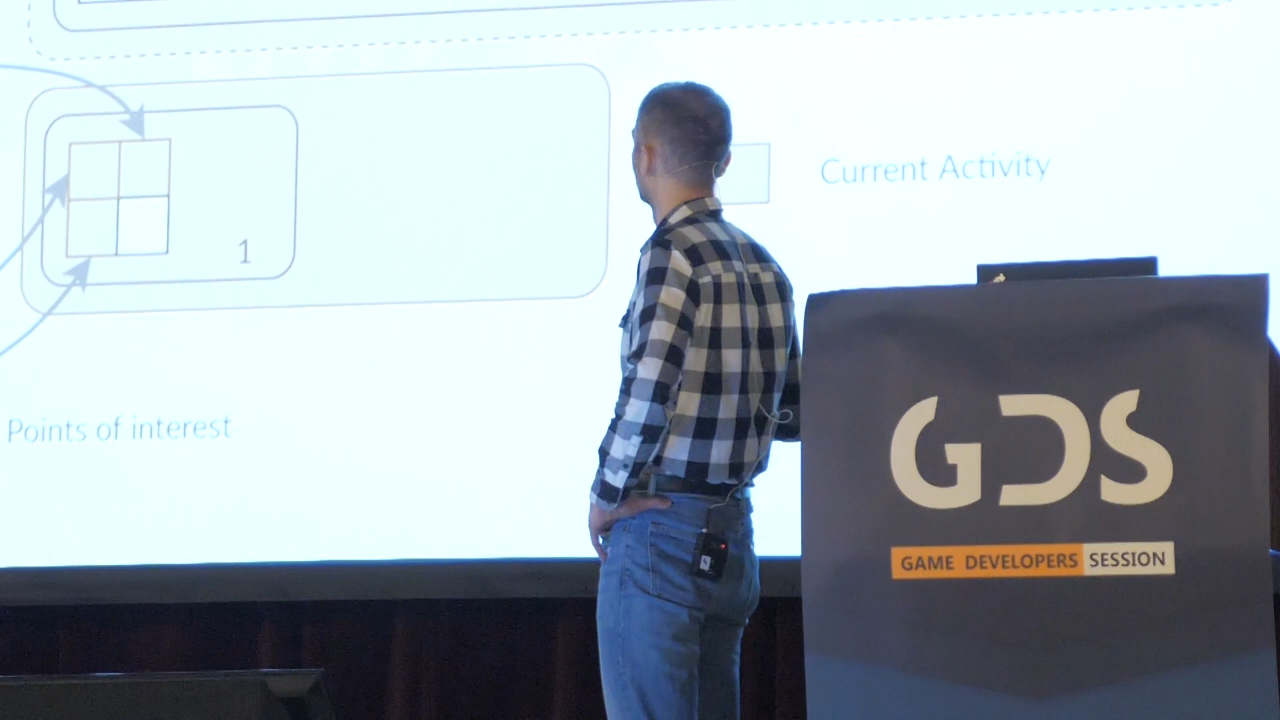 Current Activity
1
Points of interest
GDS
GAME DEVELOPERS SESSION